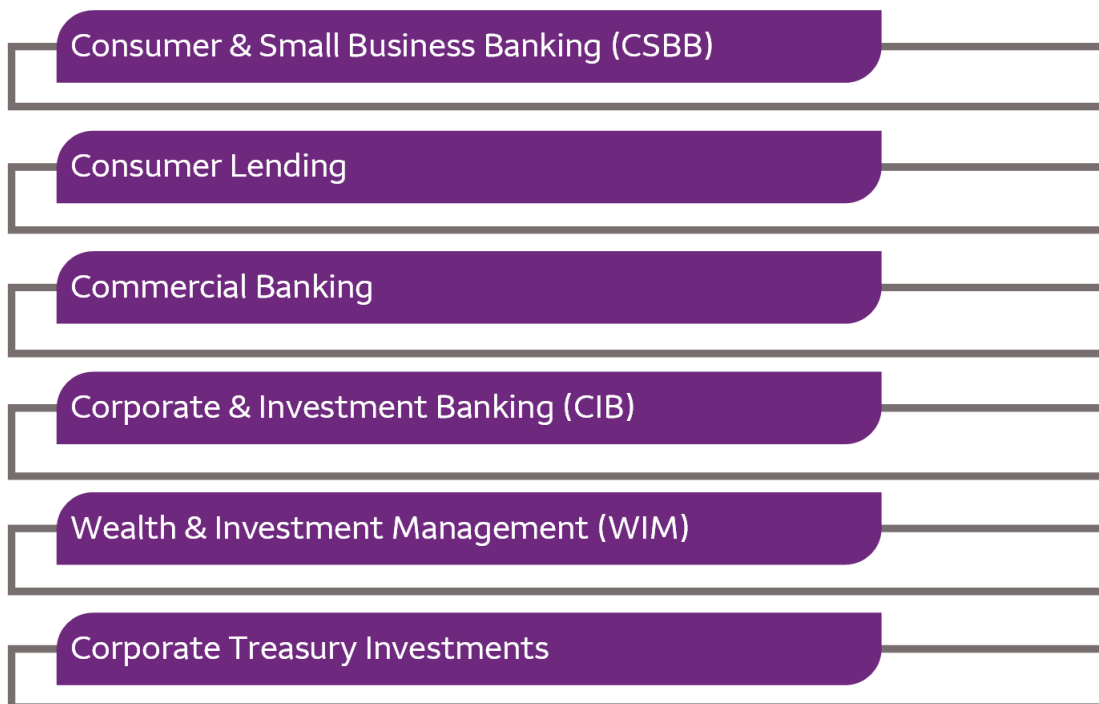 Consumer & Small Business Banking (CSBB)
Consumer Lending
Commercial Banking
Corporate & Investment Banking (CIB)
Wealth & Investment Management (WIM)
Corporate Treasury Investments